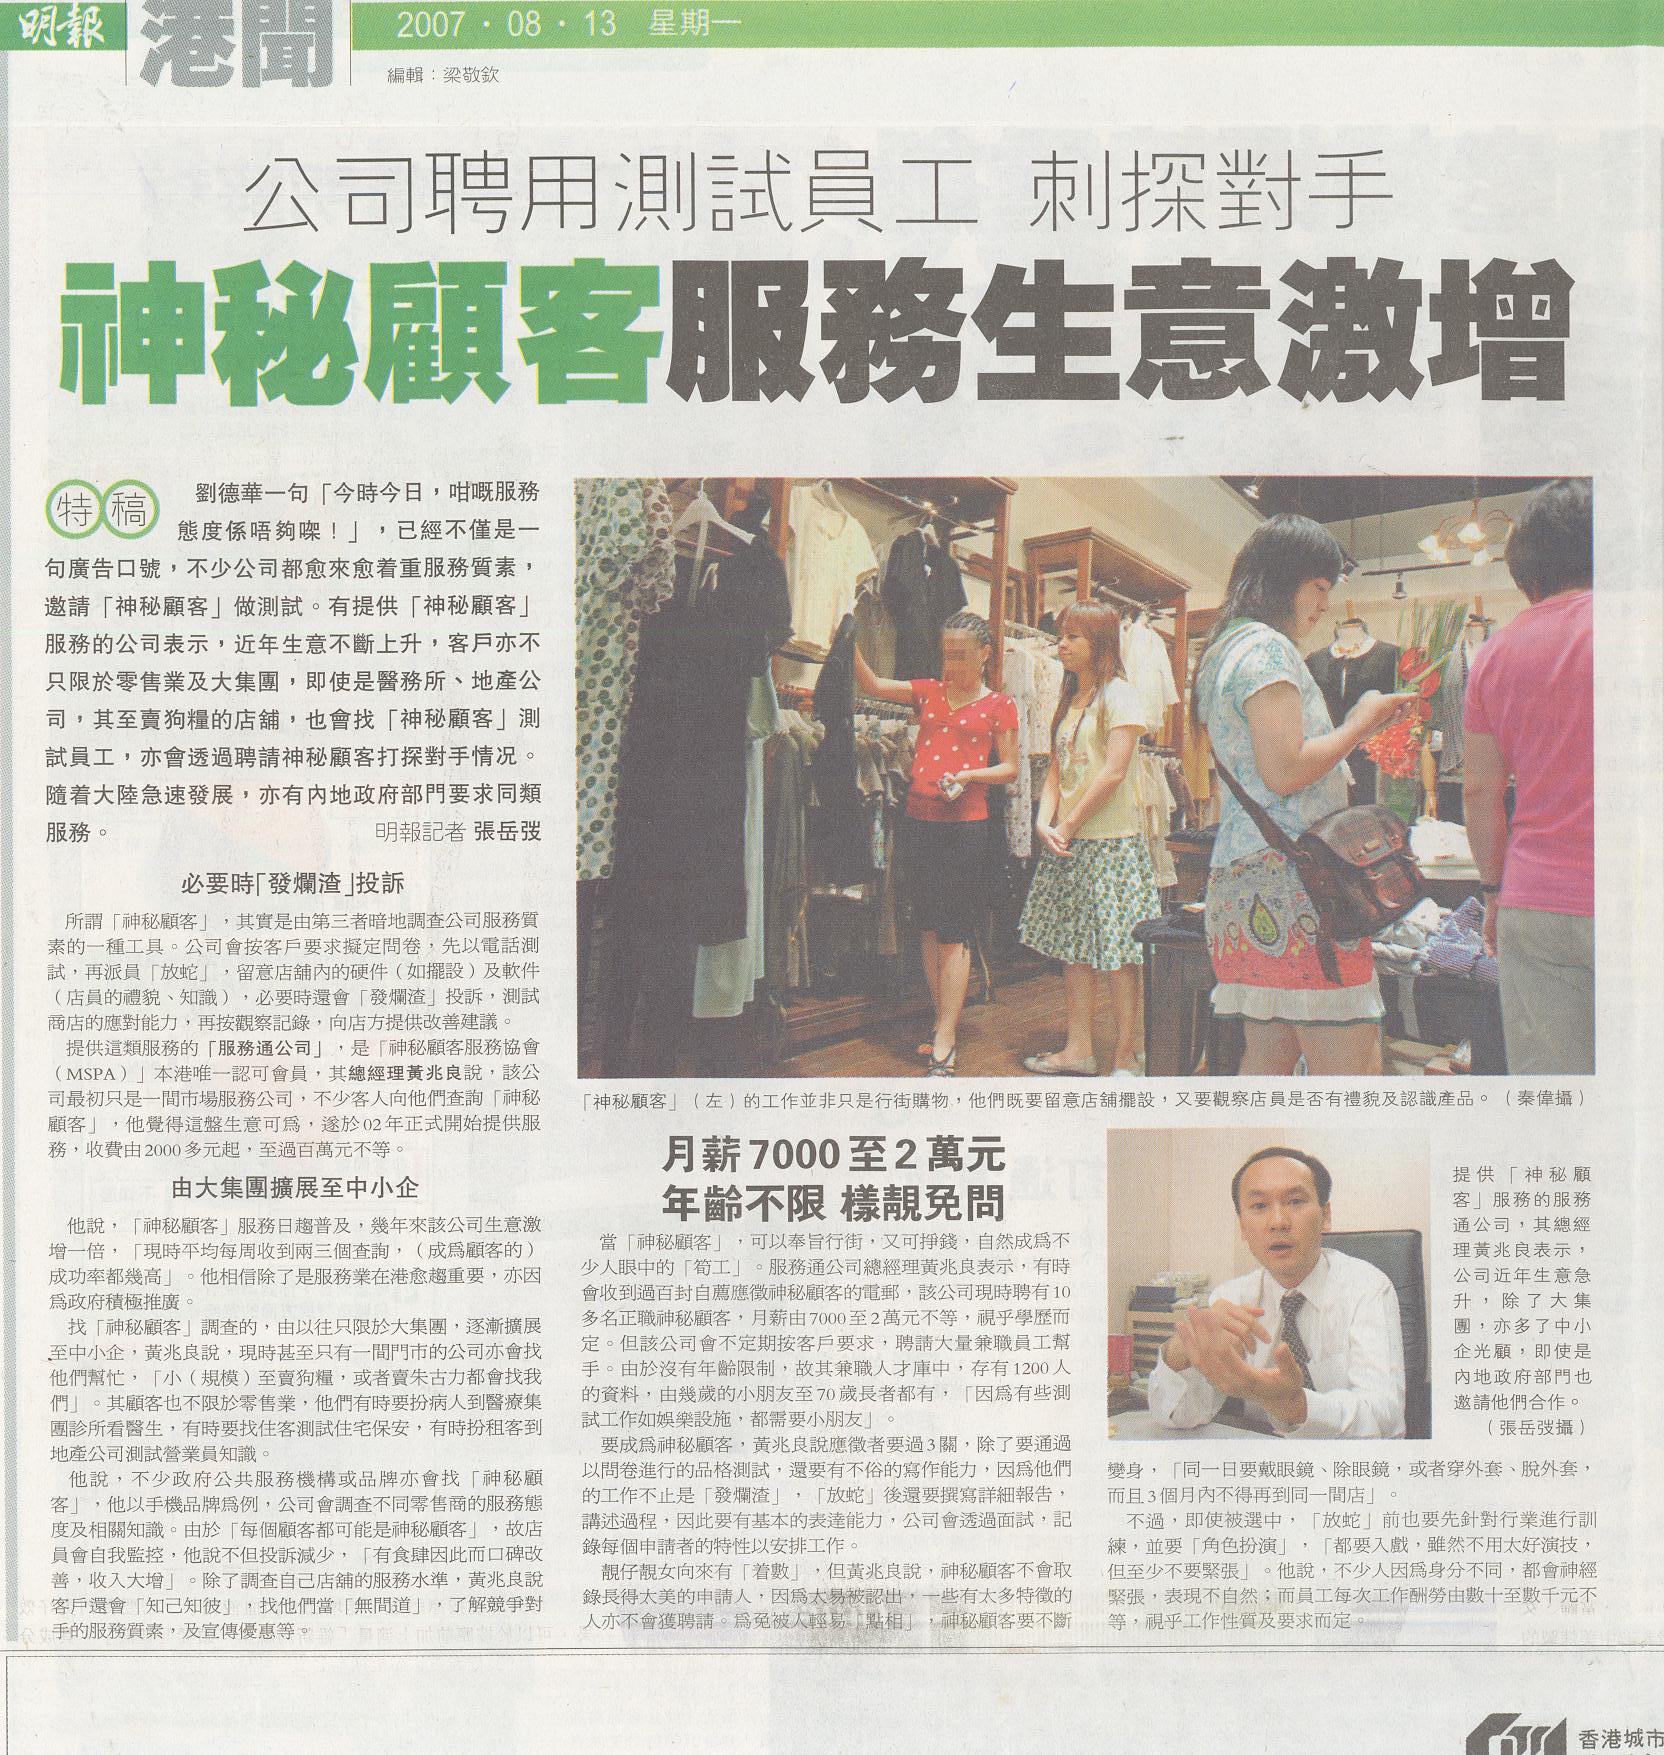 明報
港聞
2007·08·13 星期一
編輯：梁敬欽
公司聘用測試員工 刺探對手
神秘顧客服務生意激增
特稿
劉德華一句「今時今日，咁嘅服務
態度係唔夠㗎！」，已經不僅是一
句廣告口號，不少公司都愈來愈着重服務質素，
邀請「神秘顧客」做測試。有提供「神秘顧客」
服務的公司表示，近年生意不斷上升，客戶亦不
只限於零售業及大集團，即使是醫務所、地產公
司，其至賣狗糧的店舖，也會找「神秘顧客」測
試員工，亦會透過聘請神秘顧客打探對手情況。
隨着大陸急速發展，亦有內地政府部門要求同類
服務。 明報記者 張岳弢
必要時「發爛渣」投訴
所謂「神秘顧客」，其實是由第三者暗地調查公司服務質
素的一種工具。公司會按客戶要求擬定問卷，先以電話測
試，再派員「放蛇」，留意店舖內的硬件（如擺設）及軟件
（店員的禮貌、知識），必要時還會「發爛渣」投訴，測試
商店的應對能力，再按觀察記錄，向店方提供改善建議。
提供這類服務的「服務通公司」，是「神秘顧客服務協會
（MSPA）」本港唯一認可會員，其總經理黃兆良說，該公
司最初只是一間市場服務公司，不少客人向他們查詢「神秘
顧客」，他覺得這盤生意可為，遂於02年正式開始提供服
務，收費由2000多元起，至過百萬元不等。
由大集團擴展至中小企
他說，「神秘顧客」服務日趨普及，幾年來該公司生意激
增一倍，「現時平均每周收到兩三個查詢，（成為顧客的）
成功率都幾高」。他相信除了是服務業在港愈趨重要，亦因
為政府積極推廣。
找「神秘顧客」調查的，由以往只限於大集團，逐漸擴展
至中小企，黃兆良說，現時甚至只有一間門市的公司亦會找
他們幫忙，「小（規模）至賣狗糧，或者賣朱古力都會找我
們」。其顧客也不限於零售業，他們有時要扮病人到醫療集
團診所看醫生，有時要找住客測試住宅保安，有時扮租客到
地產公司測試營業員知識。
他說，不少政府公共服務機構或品牌亦會找「神秘顧
客」，他以手機品牌為例，公司會調查不同零售商的服務態
度及相關知識。由於「每個顧客都可能是神秘顧客」，故店
員會自我監控，他說不但投訴減少，「有食肆因此而口碑改
善，收入大增」。除了調查自己店舖的服務水準，黃兆良說
客戶還會「知己知彼」，找他們當「無間道」，了解競爭對
手的服務質素，及宣傳優惠等。
「神秘顧客」（左）的工作並非只是行街購物，他們既要留意店舖擺設，又要觀察店員是否有禮貌及認識產品。（秦偉攝）
月薪7000至2萬元
年齡不限 樣靚免問
當「神秘顧客」，可以奉旨行街，又可掙錢，自然成為不
少人眼中的「筍工」。服務通公司總經理黃兆良表示，有時
會收到過百封自薦應徵神秘顧客的電郵，該公司現時聘有10
多名正職神秘顧客，月薪由7000至2萬元不等，視乎學歷而
定。但該公司會不定期按客戶要求，聘請大量兼職員工幫
手。由於沒有年齡限制，故其兼職人才庫中，存有1200人
的資料，由幾歲的小朋友至70歲長者都有，「因為有些測
試工作如娛樂設施，都需要小朋友」。
要成為神秘顧客，黃兆良說應徵者要過3關，除了要通過
以問卷進行的品格測試，還要有不俗的寫作能力，因為他們
的工作不止是「發爛渣」，「放蛇」後還要撰寫詳細報告，
講述過程，因此要有基本的表達能力，公司會透過面試，記
錄每個申請者的特性以安排工作。
靚仔靚女向來有「着數」，但黃兆良說，神秘顧客不會取
錄長得太美的申請人，因為太易被認出，一些有太多特徵的
人亦不會獲聘請。為免被人輕易「點相」，神秘顧客要不斷
提供「神秘顧
客」服務的服務
通公司，其總經
理黃兆良表示，
公司近年生意急
升，除了大集
團，亦多了中小
企光顧，即使是
內地政府部門也
邀請他們合作。
（張岳弢攝）
變身，「同一日要戴眼鏡、除眼鏡，或者穿外套、脫外套，
而且3個月內不得再到同一間店」。
不過，即使被選中，「放蛇」前也要先針對行業進行訓
練，並要「角色扮演」，「都要入戲，雖然不用太好演技，
但至少不要緊張」。他說，不少人因為身分不同，都會神經
緊張，表現不自然；而員工每次工作酬勞由數十至數千元不
等，視乎工作性質及要求而定。
香港城市